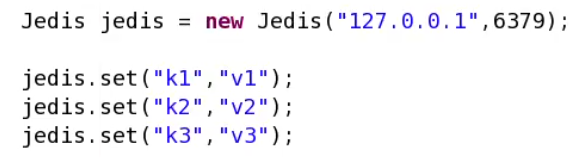 Jedis jedis = new Jedis("127.0.0.1",6379);
jedis.set("k1","v1");
jedis.set("k2","v2");
jedis.set("k3","v3");